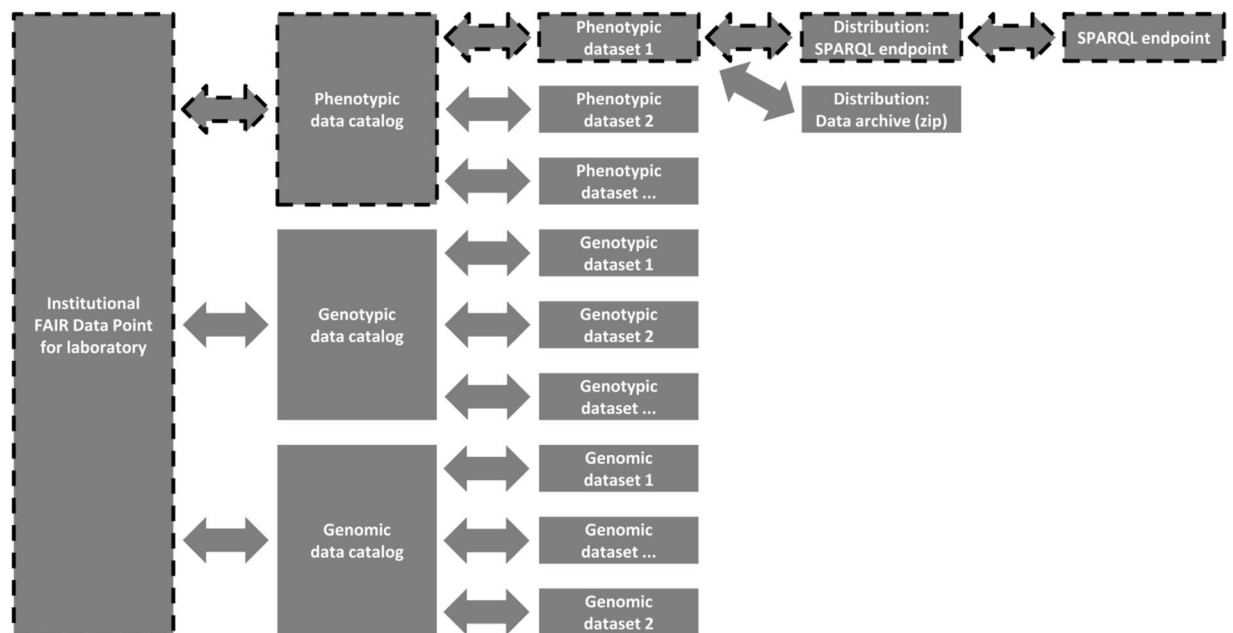 Institutional
FAIR Data Point
for laboratory
Phenotypic
data catalog
Genotypic
data catalog
Genomic
data catalog
Phenotypic
dataset 1
Phenotypic
dataset 2
Phenotypic
dataset ...
Genotypic
dataset 1
Genotypic
dataset 2
Genotypic
dataset ...
Genomic
dataset 1
Genomic
dataset ...
Genomic
dataset 2
Distribution:
SPARQL endpoint
Distribution:
Data archive (zip)
SPARQL endpoint